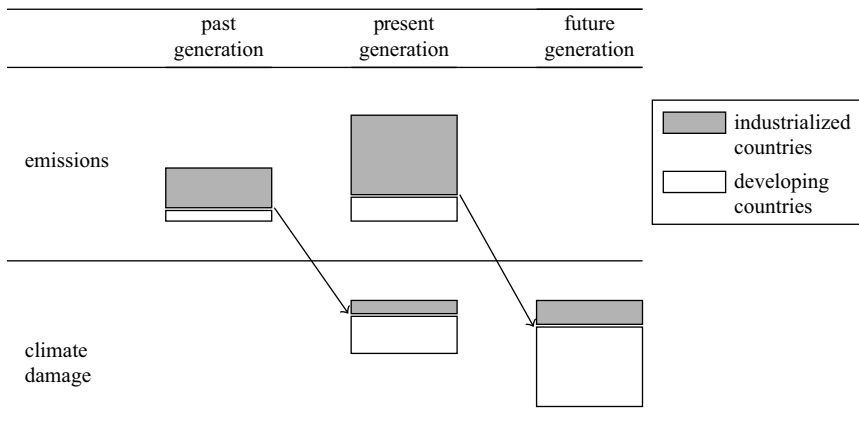 past
generation
present
generation
future
generation
emissions
industrialized
countries
developing
countries
climate
damage